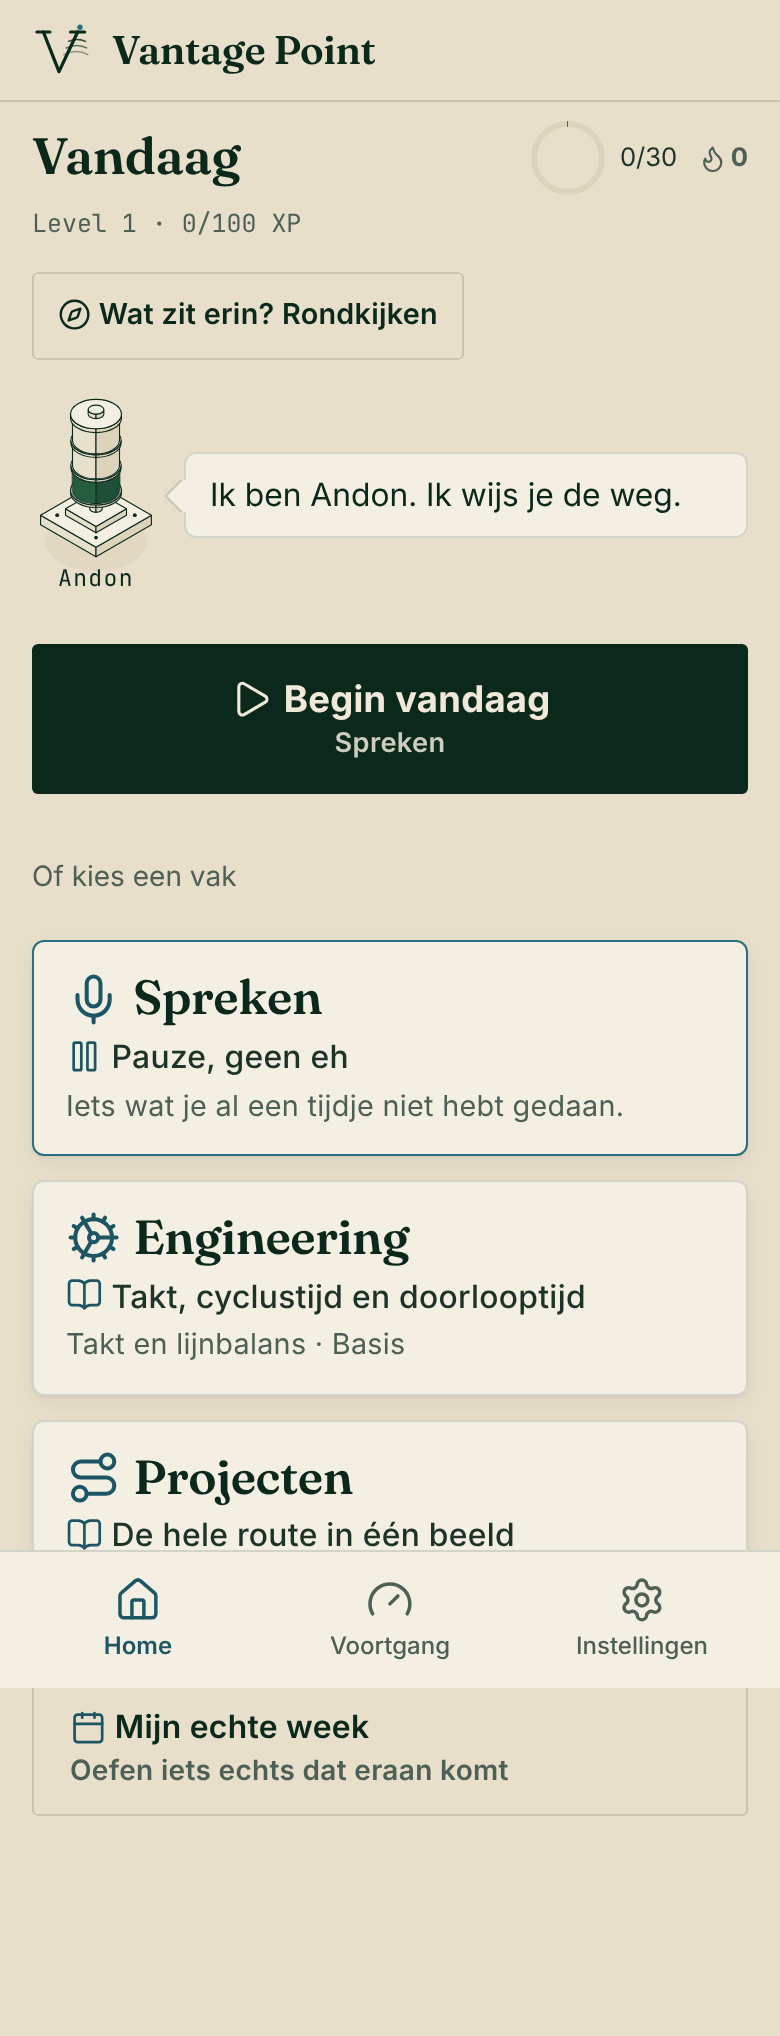 Vantage Point
Vandaag
0/30
0
Level 1 · 0/100 XP
Wat zit erin? Rondkijken
Ik ben Andon. Ik wijs je de weg.
Andon
Begin vandaag
Spreken
Of kies een vak
Spreken
Pauze, geen eh
Iets wat je al een tijdje niet hebt gedaan.
Engineering
Takt, cyclustijd en doorlooptijd
Takt en lijnbalans · Basis
Projecten
De hele route in één beeld
Home
Voortgang
Instellingen
Mijn echte week
Oefen iets echts dat eraan komt